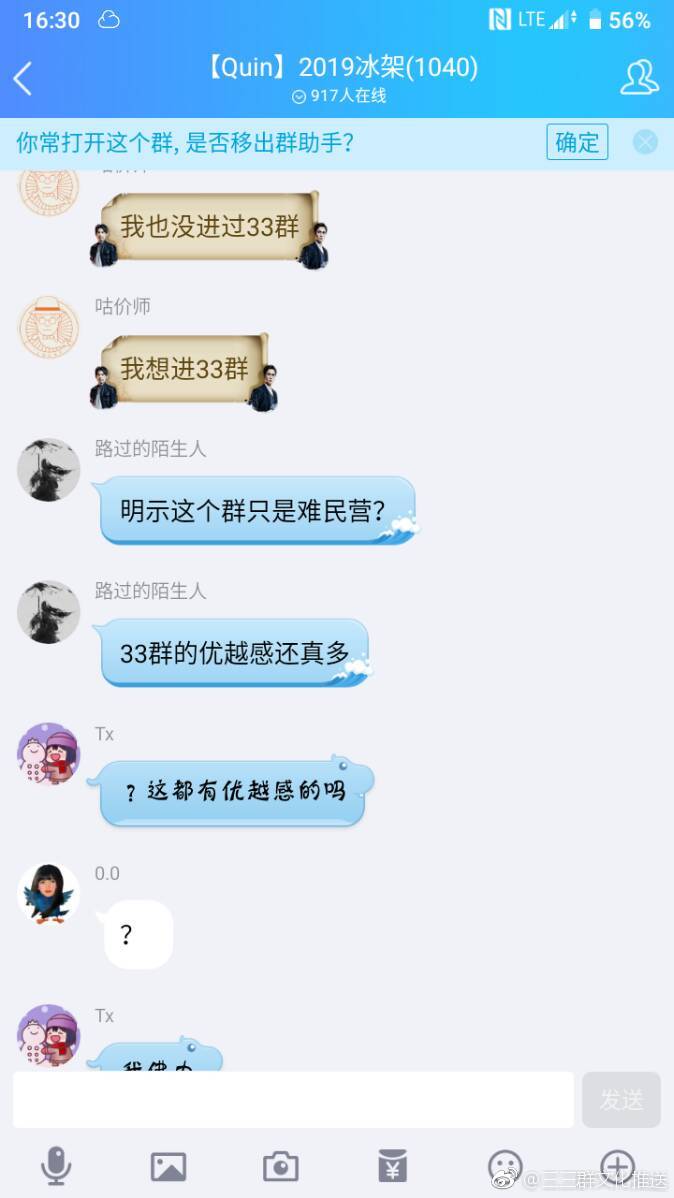 16:30
LTE
56%
【Quin】2019冰架(1040)
917人在线
你常打开这个群, 是否移出群助手?
确定
我也没进过33群
咕价师
我想进33群
路过的陌生人
明示这个群只是难民营?
路过的陌生人
33群的优越感还真多
Tx
? 这都有优越感的吗
0.0
?
Tx
发送
@三三群文化推送